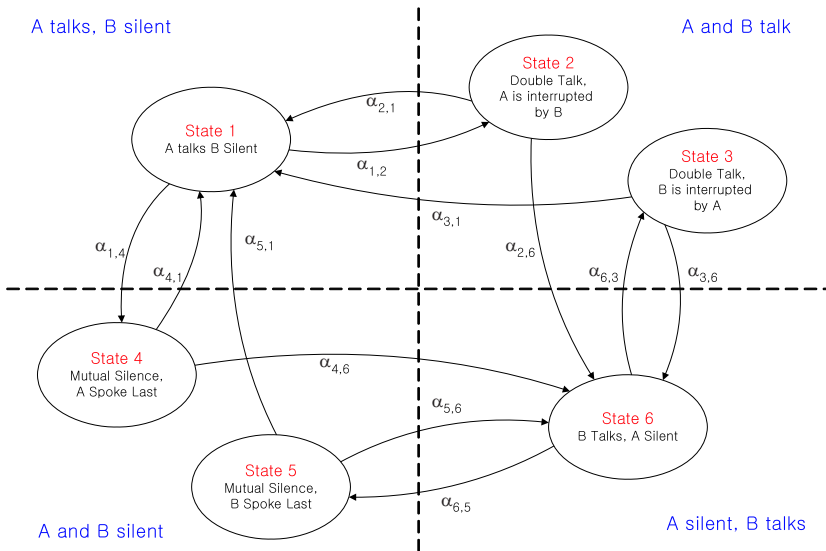 A talks, B silent
A and B talk
State 1
A talks B Silent
State 2
Double Talk,
A is interrupted
by B
State 3
Double Talk,
B is interrupted
by A
α2,1
α1,2
α3,1
α1,4
α4,1
α5,1
α2,6
α6,3
α3,6
State 4
Mutual Silence,
A Spoke Last
α4,6
α5,6
α6,5
State 5
Mutual Silence,
B Spoke Last
State 6
B Talks, A Silent
A and B silent
A silent, B talks